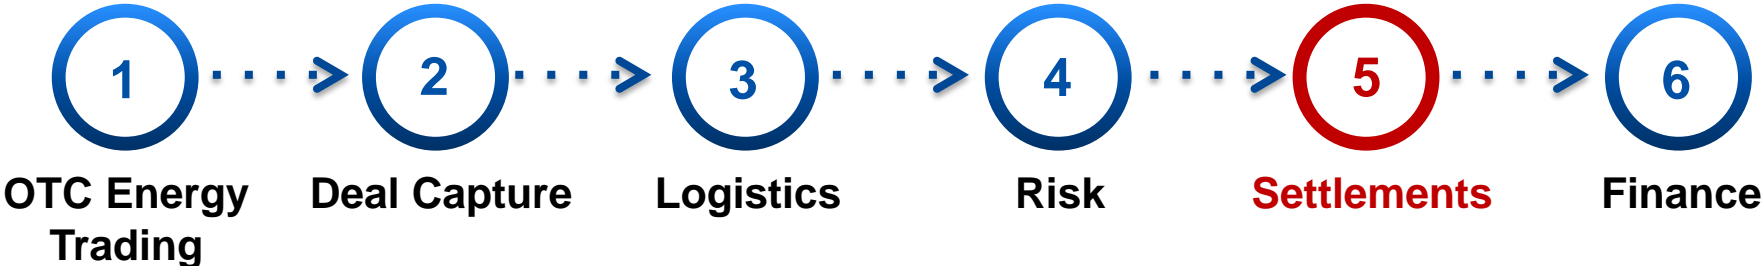 1 2 3 4 5 6
OTC Energy Deal Capture Logistics Risk Settlements Finance
Trading